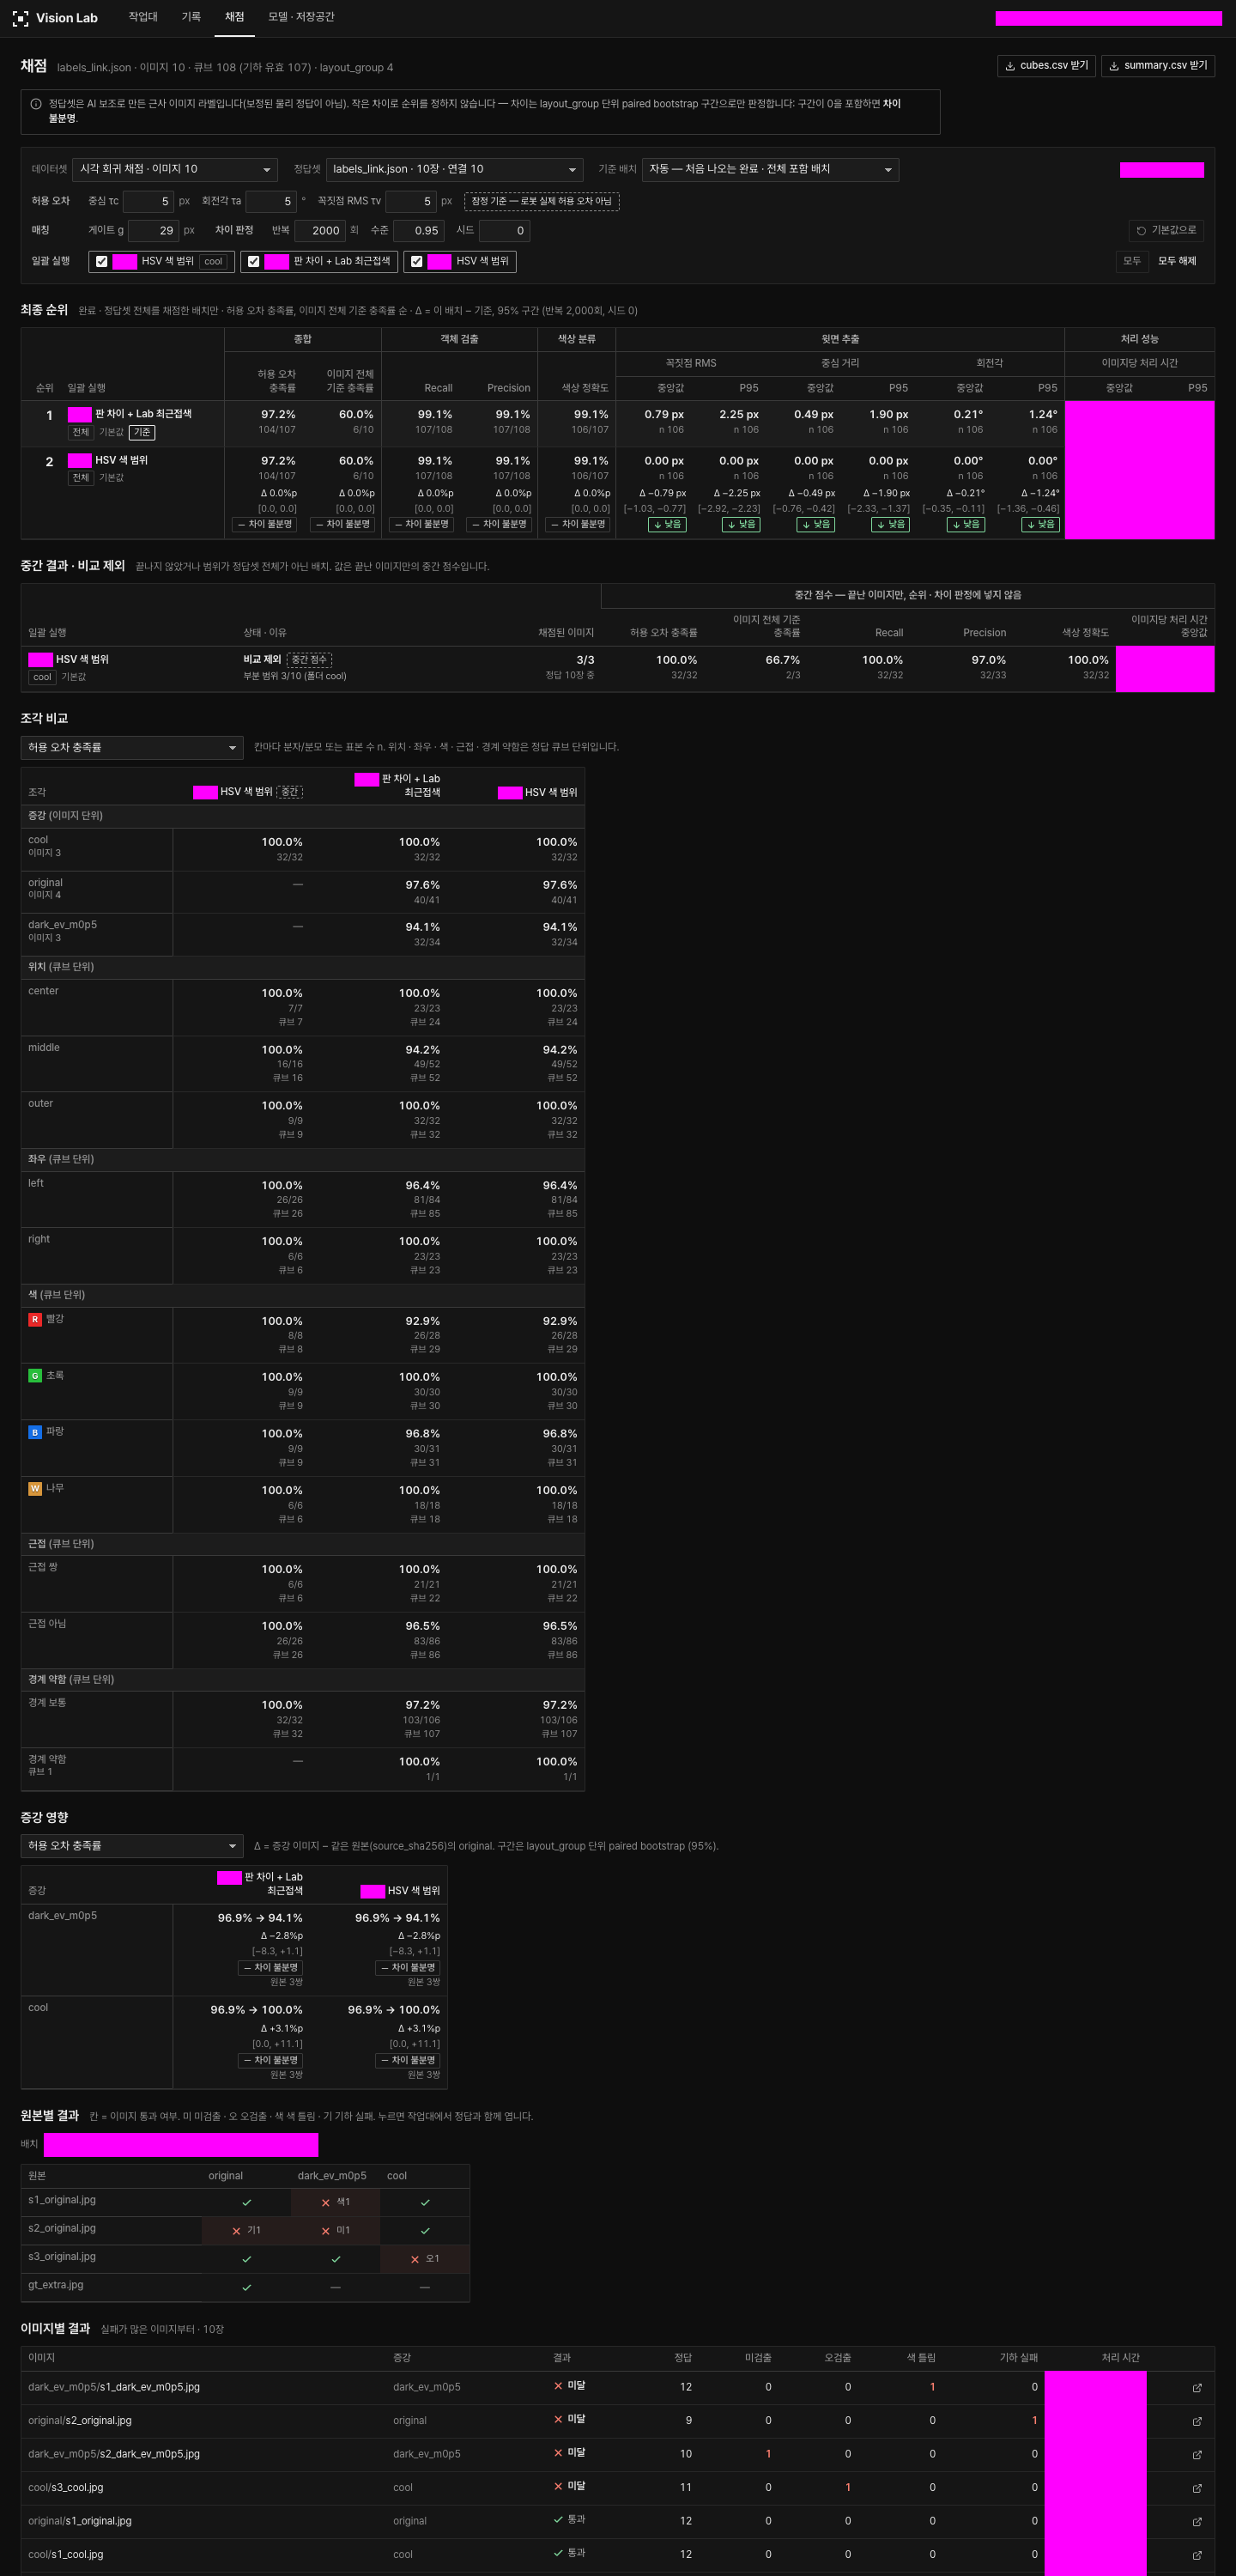 Vision Lab 작업대 기록 채점 모델 · 저장공간
채점 labels_link.json · 이미지 10 · 큐브 108 (기하 유효 107) · layout_group 4 cubes.csv 받기 summary.csv 받기
정답셋은 AI 보조로 만든 근사 이미지 라벨입니다(보정된 물리 정답이 아님). 작은 차이로 순위를 정하지 않습니다 — 차이는 layout_group 단위 paired bootstrap 구간으로만 판정합니다: 구간이 0을 포함하면 차이
불분명.
데이터셋 시각 회귀 채점 · 이미지 10 정답셋 labels_link.json · 10장 · 연결 10 기준 배치 자동 — 처음 나오는 완료 · 전체 포함 배치
허용 오차 중심 τc 5 px 회전각 τa 5 ° 꼭짓점 RMS τv 5 px 잠정 기준 — 로봇 실제 허용 오차 아님
매칭 게이트 g 29 px 차이 판정 반복 2000 회 수준 0.95 시드 0 기본값으로
일괄 실행 HSV 색 범위 cool 판 차이 + Lab 최근접색 HSV 색 범위 모두 모두 해제
최종 순위 완료 · 정답셋 전체를 채점한 배치만 · 허용 오차 충족률, 이미지 전체 기준 충족률 순 · Δ = 이 배치 − 기준, 95% 구간 (반복 2,000회, 시드 0)
종합 객체 검출 색상 분류 윗면 추출 처리 성능
꼭짓점 RMS 중심 거리 회전각 이미지당 처리 시간
순위 일괄 실행 허용 오차 충족률 이미지 전체 기준 충족률 Recall Precision 색상 정확도 중앙값 P95 중앙값 P95 중앙값 P95 중앙값 P95
1 판 차이 + Lab 최근접색 97.2% 60.0% 99.1% 99.1% 99.1% 0.79 px 2.25 px 0.49 px 1.90 px 0.21° 1.24°
전체 기본값 기준 104/107 6/10 107/108 107/108 106/107 n 106 n 106 n 106 n 106 n 106 n 106
2 HSV 색 범위 97.2% 60.0% 99.1% 99.1% 99.1% 0.00 px 0.00 px 0.00 px 0.00 px 0.00° 0.00°
전체 기본값 104/107 6/10 107/108 107/108 106/107 n 106 n 106 n 106 n 106 n 106 n 106
Δ 0.0%p Δ 0.0%p Δ 0.0%p Δ 0.0%p Δ 0.0%p Δ −0.79 px Δ −2.25 px Δ −0.49 px Δ −1.90 px Δ −0.21° Δ −1.24°
[0.0, 0.0] [0.0, 0.0] [0.0, 0.0] [0.0, 0.0] [0.0, 0.0] [−1.03, −0.77] [−2.92, −2.23] [−0.76, −0.42] [−2.33, −1.37] [−0.35, −0.11] [−1.36, −0.46]
— 차이 불분명 — 차이 불분명 — 차이 불분명 — 차이 불분명 — 차이 불분명 ↓ 낮음 ↓ 낮음 ↓ 낮음 ↓ 낮음 ↓ 낮음 ↓ 낮음
중간 결과 · 비교 제외 끝나지 않았거나 범위가 정답셋 전체가 아닌 배치. 값은 끝난 이미지만의 중간 점수입니다.
중간 점수 — 끝난 이미지만, 순위 · 차이 판정에 넣지 않음
일괄 실행 상태 · 이유 채점된 이미지 허용 오차 충족률 이미지 전체 기준 충족률 Recall Precision 색상 정확도 이미지당 처리 시간 중앙값
HSV 색 범위 비교 제외 중간 점수 3/3 100.0% 66.7% 100.0% 97.0% 100.0%
cool 기본값 부분 범위 3/10 (폴더 cool) 정답 10장 중 32/32 2/3 32/32 32/33 32/32
조각 비교
허용 오차 충족률 칸마다 분자/분모 또는 표본 수 n. 위치 · 좌우 · 색 · 근접 · 경계 약함은 정답 큐브 단위입니다.
조각 HSV 색 범위 중간 판 차이 + Lab 최근접색 HSV 색 범위
증강 (이미지 단위)
cool 100.0% 100.0% 100.0%
이미지 3 32/32 32/32 32/32
original — 97.6% 97.6%
이미지 4 40/41 40/41
dark_ev_m0p5 — 94.1% 94.1%
이미지 3 32/34 32/34
위치 (큐브 단위)
center 100.0% 100.0% 100.0%
7/7 23/23 23/23
큐브 7 큐브 24 큐브 24
middle 100.0% 94.2% 94.2%
16/16 49/52 49/52
큐브 16 큐브 52 큐브 52
outer 100.0% 100.0% 100.0%
9/9 32/32 32/32
큐브 9 큐브 32 큐브 32
좌우 (큐브 단위)
left 100.0% 96.4% 96.4%
26/26 81/84 81/84
큐브 26 큐브 85 큐브 85
right 100.0% 100.0% 100.0%
6/6 23/23 23/23
큐브 6 큐브 23 큐브 23
색 (큐브 단위)
R 빨강 100.0% 92.9% 92.9%
8/8 26/28 26/28
큐브 8 큐브 29 큐브 29
G 초록 100.0% 100.0% 100.0%
9/9 30/30 30/30
큐브 9 큐브 30 큐브 30
B 파랑 100.0% 96.8% 96.8%
9/9 30/31 30/31
큐브 9 큐브 31 큐브 31
W 나무 100.0% 100.0% 100.0%
6/6 18/18 18/18
큐브 6 큐브 18 큐브 18
근접 (큐브 단위)
근접 쌍 100.0% 100.0% 100.0%
6/6 21/21 21/21
큐브 6 큐브 22 큐브 22
근접 아님 100.0% 96.5% 96.5%
26/26 83/86 83/86
큐브 26 큐브 86 큐브 86
경계 약함 (큐브 단위)
경계 보통 100.0% 97.2% 97.2%
32/32 103/106 103/106
큐브 32 큐브 107 큐브 107
경계 약함 — 100.0% 100.0%
큐브 1 1/1 1/1
증강 영향
허용 오차 충족률 Δ = 증강 이미지 − 같은 원본(source_sha256)의 original. 구간은 layout_group 단위 paired bootstrap (95%).
증강 판 차이 + Lab 최근접색 HSV 색 범위
dark_ev_m0p5 96.9% → 94.1% 96.9% → 94.1%
Δ −2.8%p Δ −2.8%p
[−8.3, +1.1] [−8.3, +1.1]
— 차이 불분명 — 차이 불분명
원본 3쌍 원본 3쌍
cool 96.9% → 100.0% 96.9% → 100.0%
Δ +3.1%p Δ +3.1%p
[0.0, +11.1] [0.0, +11.1]
— 차이 불분명 — 차이 불분명
원본 3쌍 원본 3쌍
원본별 결과 칸 = 이미지 통과 여부. 미 미검출 · 오 오검출 · 색 색 틀림 · 기 기하 실패. 누르면 작업대에서 정답과 함께 엽니다.
배치
원본 original dark_ev_m0p5 cool
s1_original.jpg ✓ ✕ 색1 ✓
s2_original.jpg ✕ 기1 ✕ 미1 ✓
s3_original.jpg ✓ ✓ ✕ 오1
gt_extra.jpg ✓ — —
이미지별 결과 실패가 많은 이미지부터 · 10장
이미지 증강 결과 정답 미검출 오검출 색 틀림 기하 실패 처리 시간
dark_ev_m0p5/s1_dark_ev_m0p5.jpg dark_ev_m0p5 ✕ 미달 12 0 0 1 0
original/s2_original.jpg original ✕ 미달 9 0 0 0 1
dark_ev_m0p5/s2_dark_ev_m0p5.jpg dark_ev_m0p5 ✕ 미달 10 1 0 0 0
cool/s3_cool.jpg cool ✕ 미달 11 0 1 0 0
original/s1_original.jpg original ✓ 통과 12 0 0 0 0
cool/s1_cool.jpg cool ✓ 통과 12 0 0 0 0